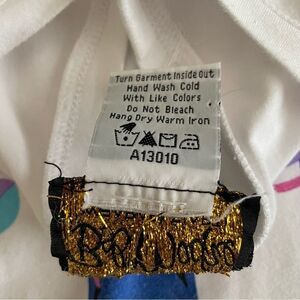 Turn Garment Inside Out
Hand Wash Cold
With Like Colors
Do Not Bleach
Hang Dry Warm Iron
A13010